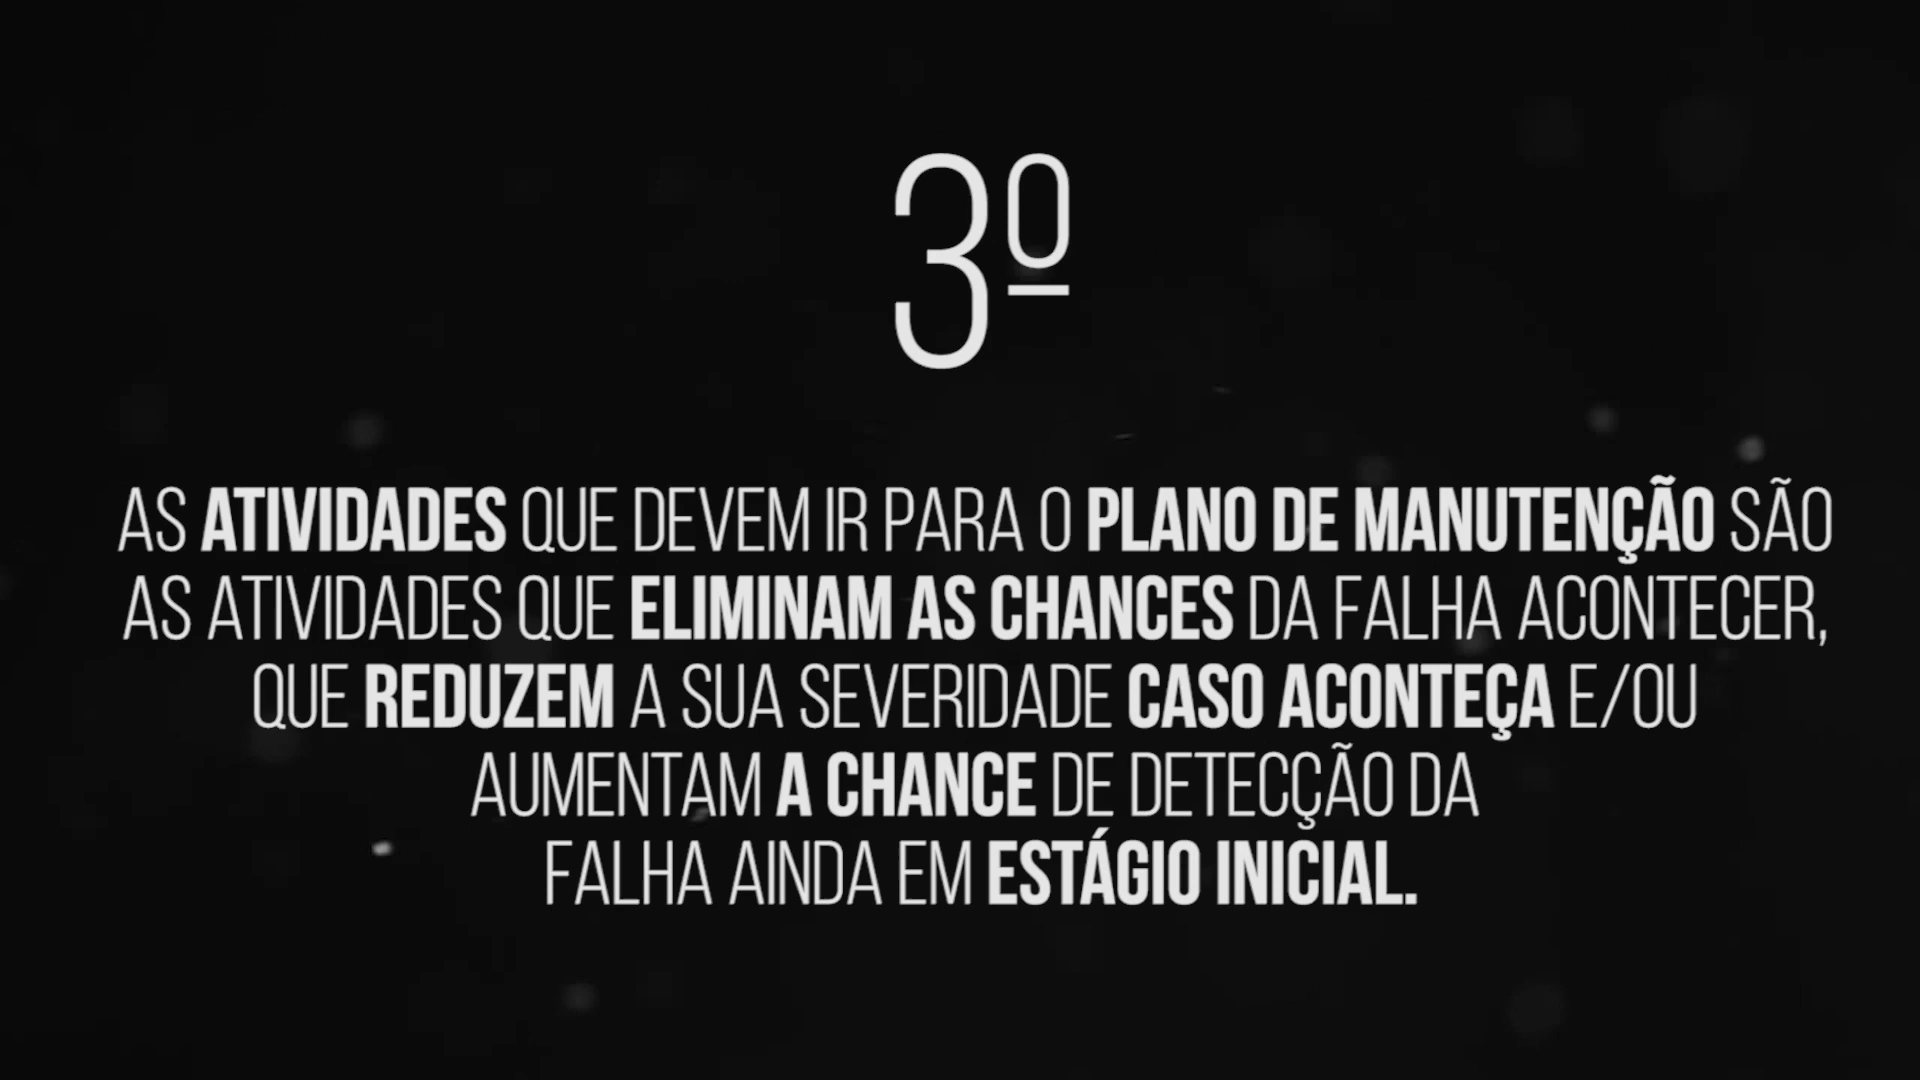 3º
AS ATIVIDADES QUE DEVEM IR PARA O PLANO DE MANUTENÇÃO SÃO
AS ATIVIDADES QUE ELIMINAM AS CHANCES DA FALHA ACONTECER,
QUE REDUZEM A SUA SEVERIDADE CASO ACONTEÇA E/OU
AUMENTAM A CHANCE DE DETECÇÃO DA
FALHA AINDA EM ESTÁGIO INICIAL.